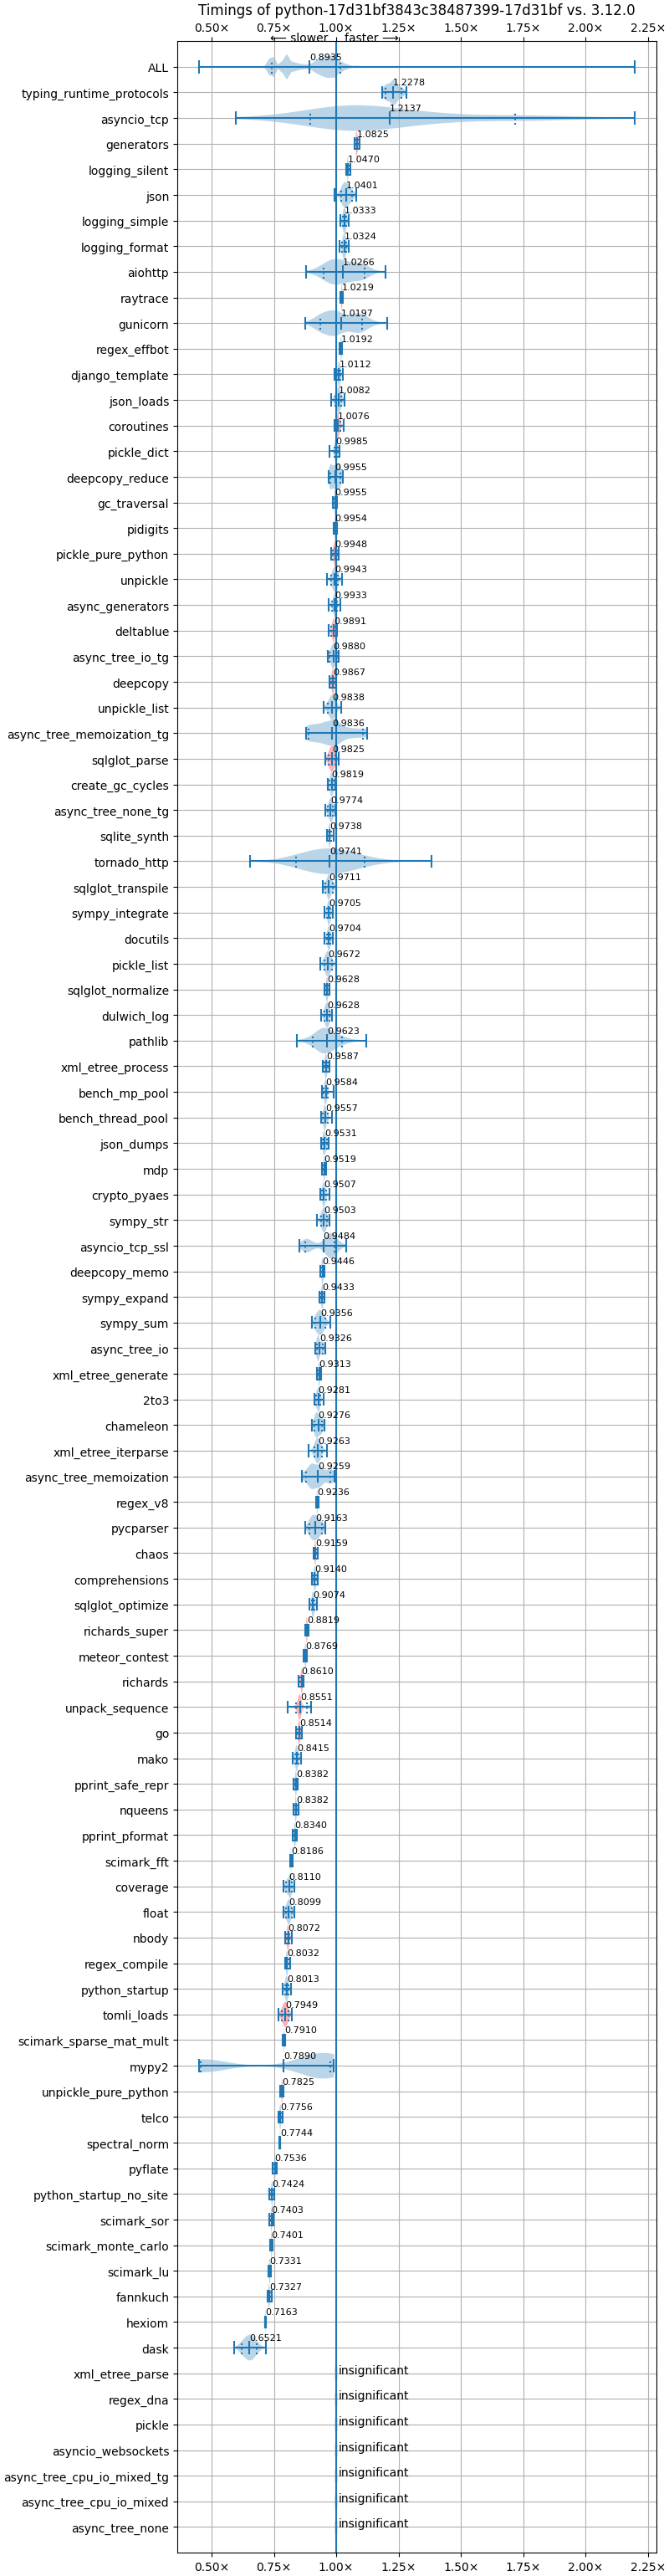 Timings of python-17d31bf3843c38487399-17d31bf vs. 3.12.0
0.50× 0.75× 1.00× 1.25× 1.50× 1.75× 2.00× 2.25×
← slower faster →
ALL 0.8935
typing_runtime_protocols 1.2278
asyncio_tcp 1.2137
generators 1.0825
logging_silent 1.0470
json 1.0401
logging_simple 1.0333
logging_format 1.0324
aiohttp 1.0266
raytrace 1.0219
gunicorn 1.0197
regex_effbot 1.0192
django_template 1.0112
json_loads 1.0082
coroutines 1.0076
pickle_dict 0.9985
deepcopy_reduce 0.9955
gc_traversal 0.9955
pidigits 0.9954
pickle_pure_python 0.9948
unpickle 0.9943
async_generators 0.9933
deltablue 0.9891
async_tree_io_tg 0.9880
deepcopy 0.9867
unpickle_list 0.9838
async_tree_memoization_tg 0.9836
sqlglot_parse 0.9825
create_gc_cycles 0.9819
async_tree_none_tg 0.9774
sqlite_synth 0.9738
tornado_http 0.9741
sqlglot_transpile 0.9711
sympy_integrate 0.9705
docutils 0.9704
pickle_list 0.9672
sqlglot_normalize 0.9628
dulwich_log 0.9628
pathlib 0.9623
xml_etree_process 0.9587
bench_mp_pool 0.9584
bench_thread_pool 0.9557
json_dumps 0.9531
mdp 0.9519
crypto_pyaes 0.9507
sympy_str 0.9503
asyncio_tcp_ssl 0.9484
deepcopy_memo 0.9446
sympy_expand 0.9433
sympy_sum 0.9356
async_tree_io 0.9326
xml_etree_generate 0.9313
2to3 0.9281
chameleon 0.9276
xml_etree_iterparse 0.9263
async_tree_memoization 0.9259
regex_v8 0.9236
pycparser 0.9163
chaos 0.9159
comprehensions 0.9140
sqlglot_optimize 0.9074
richards_super 0.8819
meteor_contest 0.8769
richards 0.8610
unpack_sequence 0.8551
go 0.8514
mako 0.8415
pprint_safe_repr 0.8382
nqueens 0.8382
pprint_pformat 0.8340
scimark_fft 0.8186
coverage 0.8110
float 0.8099
nbody 0.8072
regex_compile 0.8032
python_startup 0.8013
tomli_loads 0.7949
scimark_sparse_mat_mult 0.7910
mypy2 0.7890
unpickle_pure_python 0.7825
telco 0.7756
spectral_norm 0.7744
pyflate 0.7536
python_startup_no_site 0.7424
scimark_sor 0.7403
scimark_monte_carlo 0.7401
scimark_lu 0.7331
fannkuch 0.7327
hexiom 0.7163
dask 0.6521
xml_etree_parse insignificant
regex_dna insignificant
pickle insignificant
asyncio_websockets insignificant
async_tree_cpu_io_mixed_tg insignificant
async_tree_cpu_io_mixed insignificant
async_tree_none insignificant
0.50× 0.75× 1.00× 1.25× 1.50× 1.75× 2.00× 2.25×